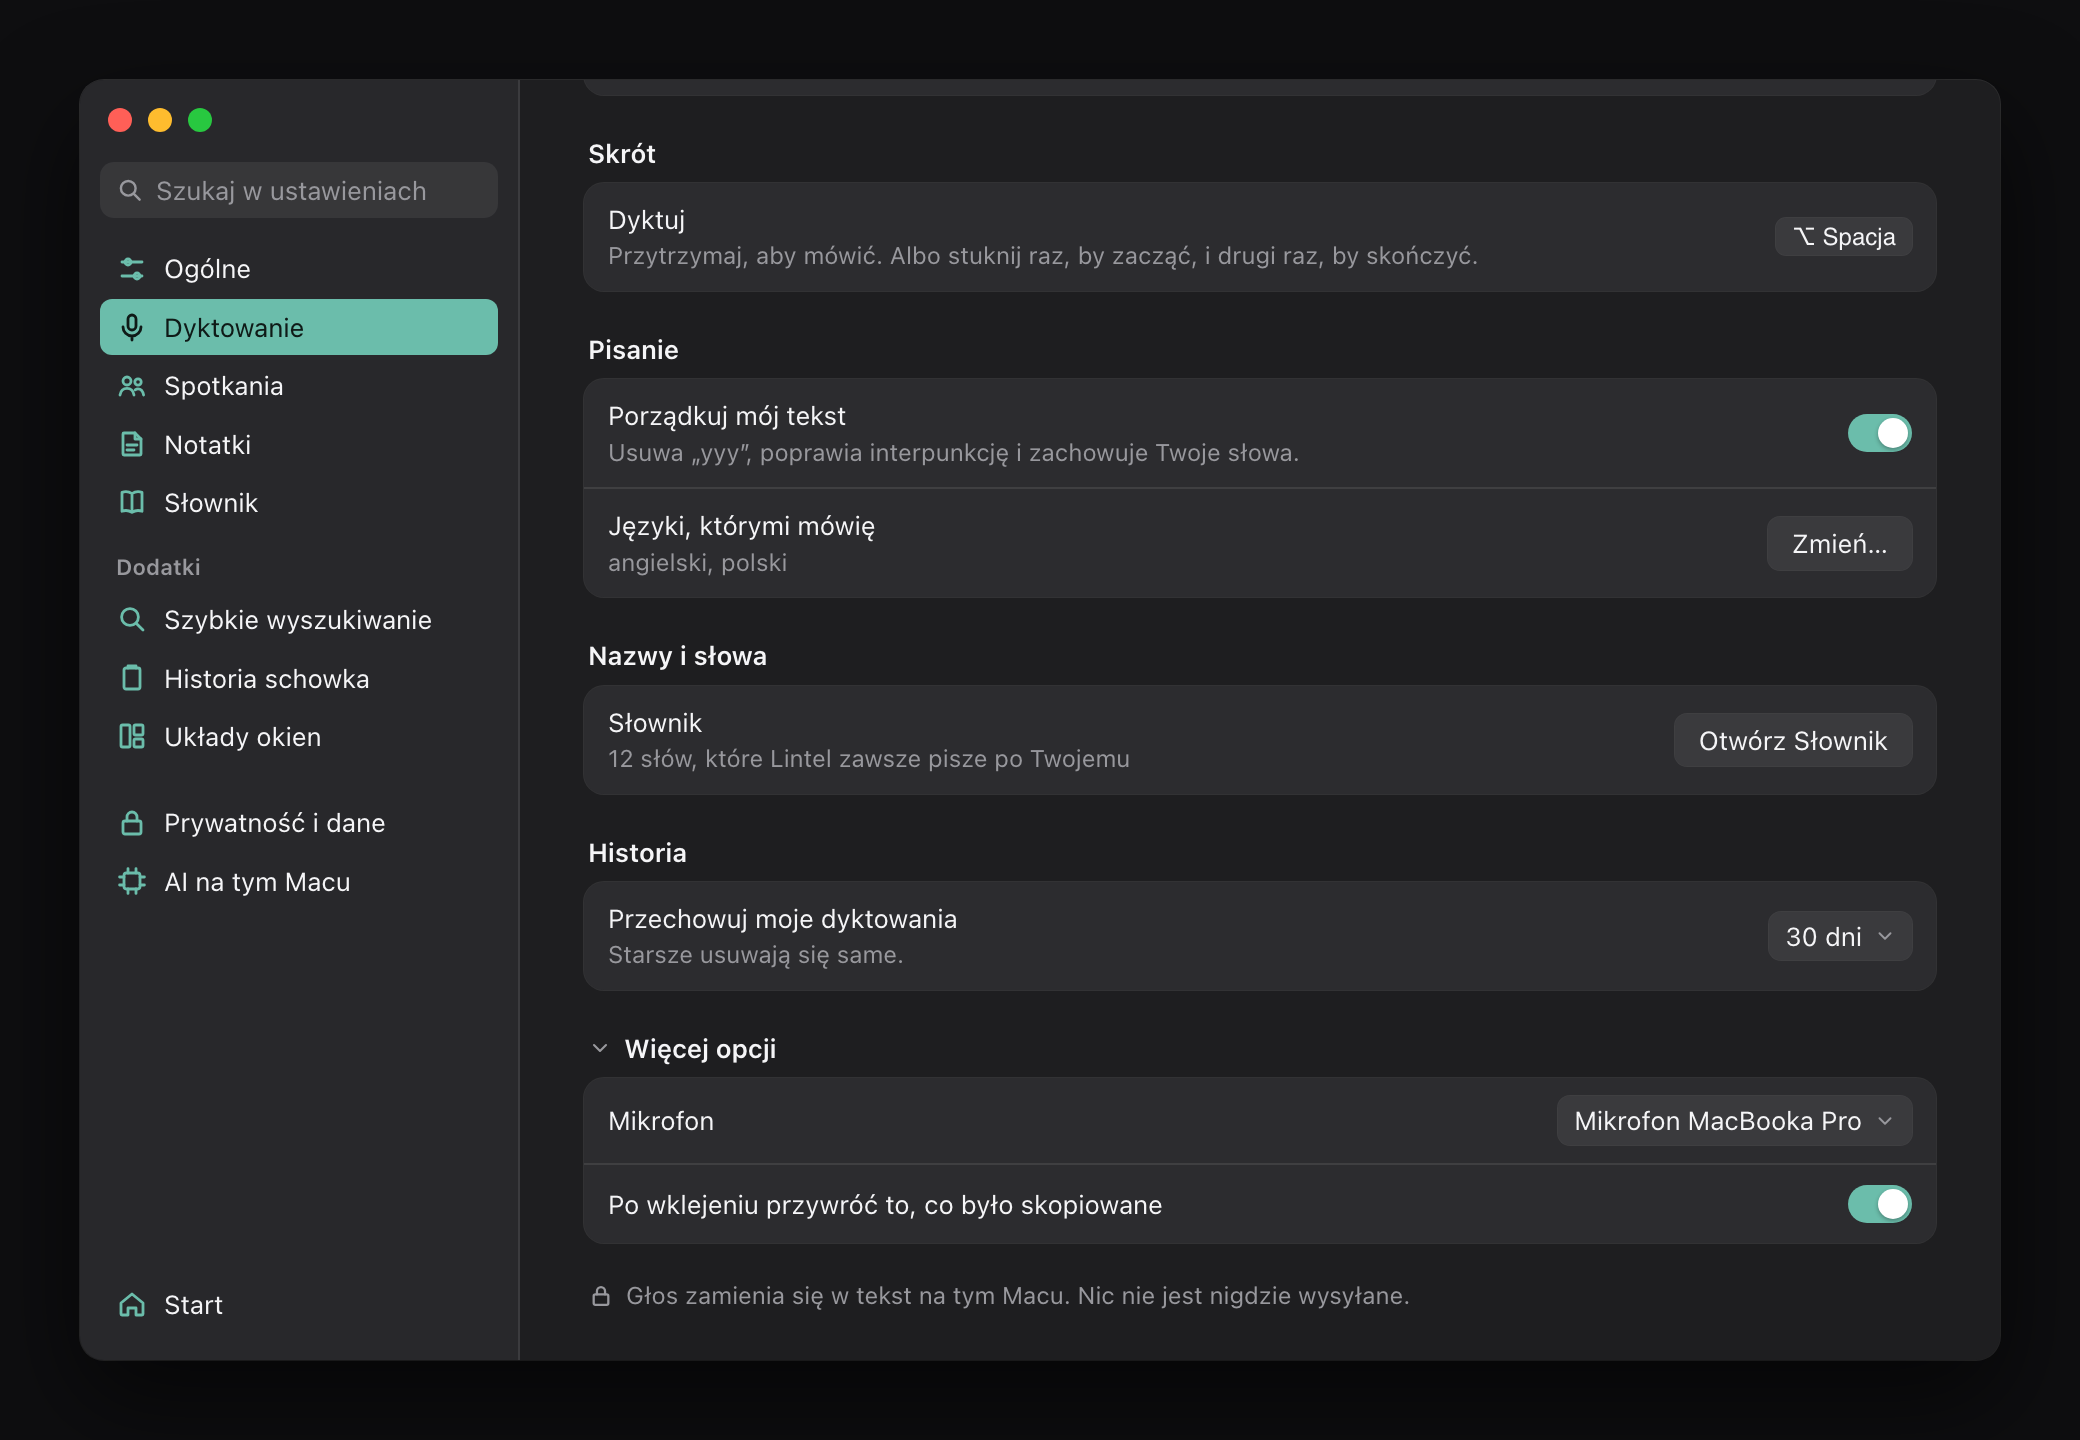 Szukaj w ustawieniach
Ogólne
Dyktowanie
Spotkania
Notatki
Słownik
Dodatki
Szybkie wyszukiwanie
Historia schowka
Układy okien
Prywatność i dane
AI na tym Macu
Start
Skrót
Dyktuj
Przytrzymaj, aby mówić. Albo stuknij raz, by zacząć, i drugi raz, by skończyć.
⌥ Spacja
Pisanie
Porządkuj mój tekst
Usuwa „yyy”, poprawia interpunkcję i zachowuje Twoje słowa.
Języki, którymi mówię
angielski, polski
Zmień...
Nazwy i słowa
Słownik
12 słów, które Lintel zawsze pisze po Twojemu
Otwórz Słownik
Historia
Przechowuj moje dyktowania
Starsze usuwają się same.
30 dni
Więcej opcji
Mikrofon
Mikrofon MacBooka Pro
Po wklejeniu przywróć to, co było skopiowane
Głos zamienia się w tekst na tym Macu. Nic nie jest nigdzie wysyłane.